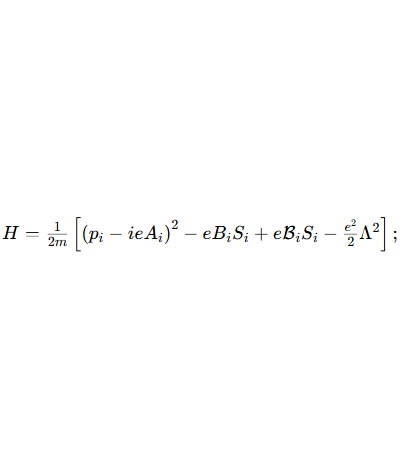 H = \frac{1}{2m} \left[ (p_i - ieA_i)^2 - eB_iS_i + e\mathcal{B}_iS_i - \frac{e^2}{2}\Lambda^2 \right];